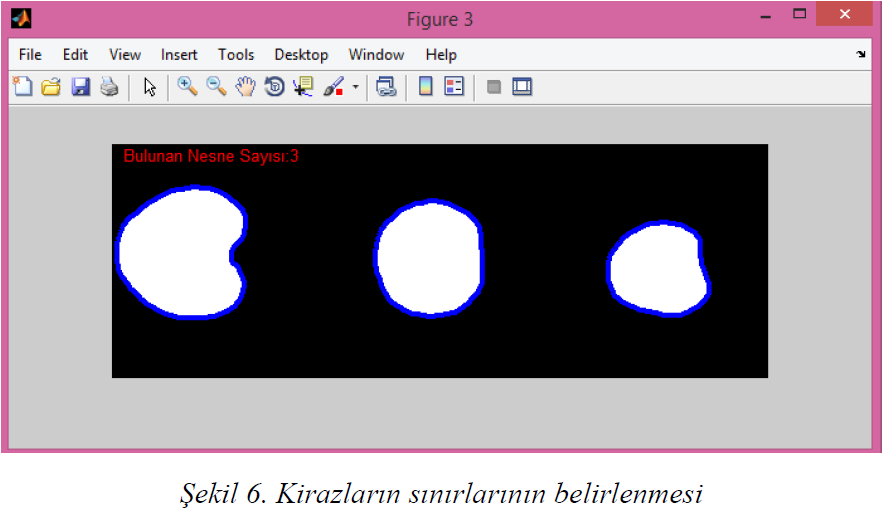 Figure 3
File Edit View Insert Tools Desktop Window Help
Bulunan Nesne Sayısı:3
Şekil 6. Kirazların sınırlarının belirlenmesi